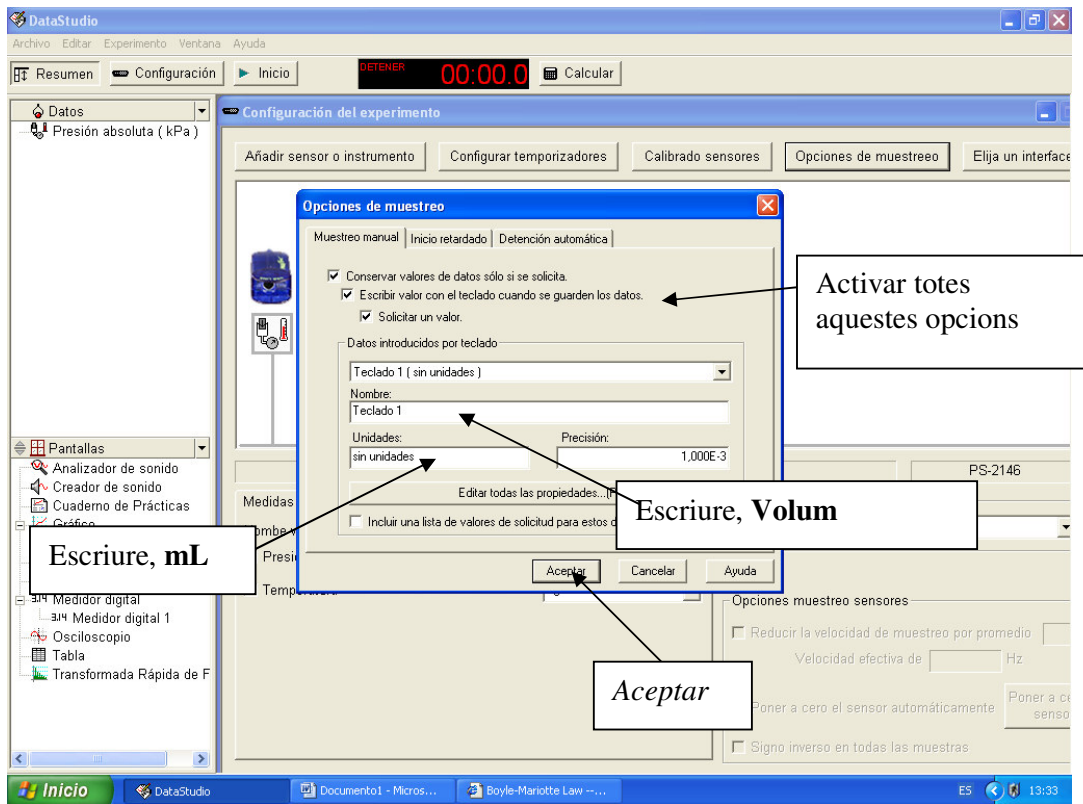 DataStudio
Archivo Editar Experimento Ventana Ayuda
Resumen Configuración Inicio DETENER 00:00.0 Calcular
Datos
Presión absoluta ( kPa )
Configuración del experimento
Añadir sensor o instrumento Configurar temporizadores Calibrado sensores Opciones de muestreeo Elija un interface
Opciones de muestreo
Muestreo manual Inicio retardado Detención automática
Conservar valores de datos sólo si se solicita.
Escribir valor con el teclado cuando se guarden los datos.
Solicitar un valor.
Activar totes
aquestes opcions
Datos introducidos por teclado
Teclado 1 ( sin unidades )
Nombre:
Teclado 1
Unidades: Precisión:
sin unidades 1,000E-3
Editar todas las propiedades...
Incluir una lista de valores de solicitud para estos
Aceptar Cancelar Ayuda
Escriure, Volum
Escriure, mL
Aceptar
Pantallas
Analizador de sonido
Creador de sonido
Cuaderno de Prácticas
Gráfico
Medidor digital
3.14 Medidor digital 1
Osciloscopio
Tabla
Transformada Rápida de F
PS-2146
Medidas
Opciones muestreo sensores
Reducir la velocidad de muestreo por promedio
Velocidad efectiva de Hz
Poner a cero el sensor automáticamente
Poner a ce
senso
Signo inverso en todas las muestras
Inicio DataStudio Documento1 - Micros... Boyle-Mariotte Law --... ES 13:33